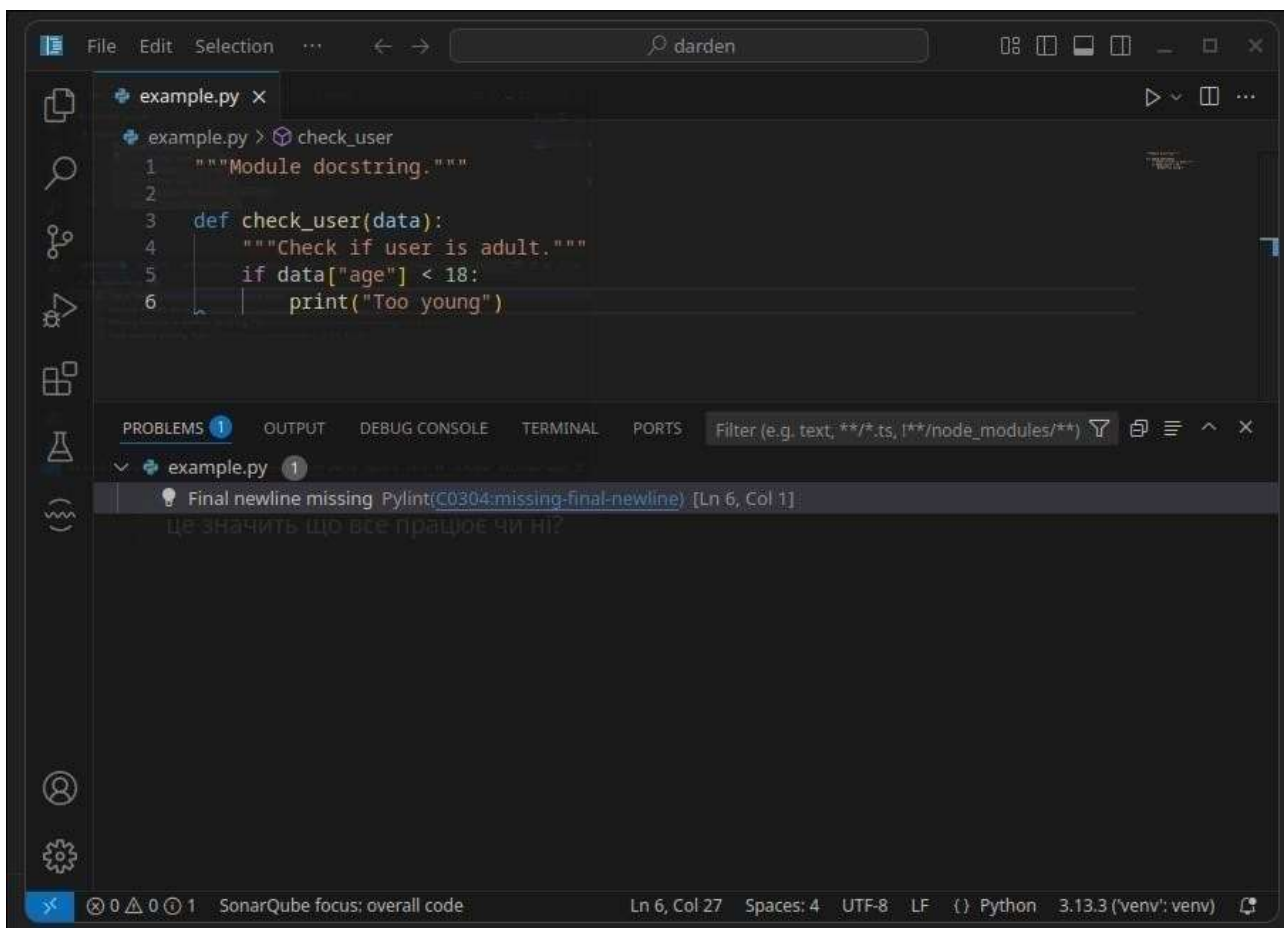 File Edit Selection ··· ← → darden
example.py
example.py > check_user
1 """Module docstring."""
2
3 def check_user(data):
4 """Check if user is adult."""
5 if data["age"] < 18:
6 print("Too young")
PROBLEMS 1 OUTPUT DEBUG CONSOLE TERMINAL PORTS Filter (e.g. text, **/*.ts, !**/node_modules/**)
example.py 1
Final newline missing Pylint(C0304:missing-final-newline) [Ln 6, Col 1]
це значить що все працює чи ні?
0 0 1 SonarQube focus: overall code Ln 6, Col 27 Spaces: 4 UTF-8 LF {} Python 3.13.3 ('venv': venv)